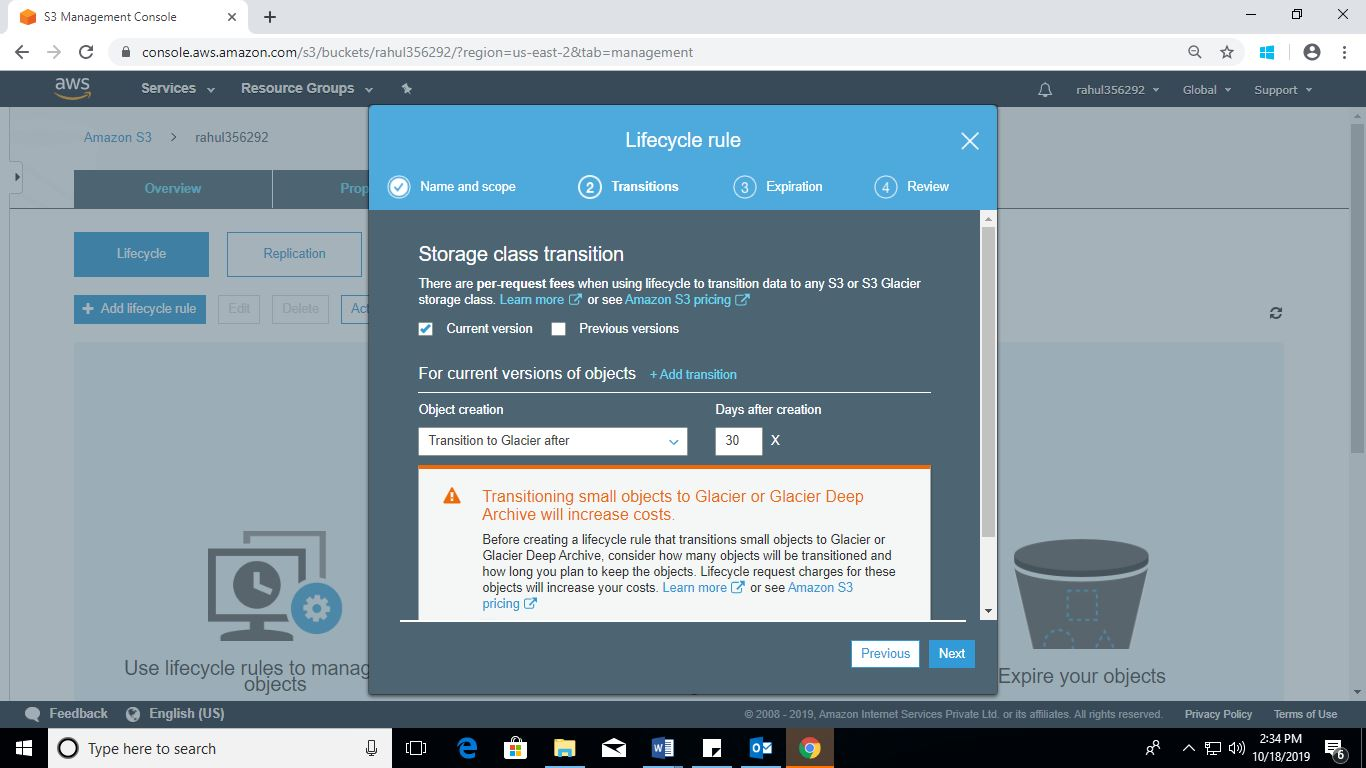 S3 Management Console
console.aws.amazon.com/s3/buckets/rahul356292/?region=us-east-2&tab=management
aws
Services
Resource Groups
rahul356292
Global
Support
Amazon S3 > rahul356292
Overview
Prop
Lifecycle
Replication
+ Add lifecycle rule
Edit
Delete
Act
Lifecycle rule
Name and scope
2 Transitions
3 Expiration
4 Review
Storage class transition
There are per-request fees when using lifecycle to transition data to any S3 or S3 Glacier
storage class. Learn more or see Amazon S3 pricing
Current version
Previous versions
For current versions of objects + Add transition
Object creation
Days after creation
Transition to Glacier after
30 X
Transitioning small objects to Glacier or Glacier Deep
Archive will increase costs.
Before creating a lifecycle rule that transitions small objects to Glacier or
Glacier Deep Archive, consider how many objects will be transitioned and
how long you plan to keep the objects. Lifecycle request charges for these
objects will increase your costs. Learn more or see Amazon S3
pricing
Previous
Next
Use lifecycle rules to manag
objects
Expire your objects
Feedback
English (US)
© 2008 - 2019, Amazon Internet Services Private Ltd. or its affiliates. All rights reserved.
Privacy Policy
Terms of Use
Type here to search
2:34 PM
10/18/2019
6